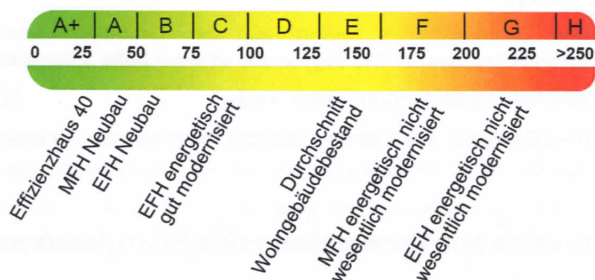 A+ A B C D E F G H
0 25 50 75 100 125 150 175 200 225 >250
Effizienzhaus 40
MFH Neubau
EFH Neubau
EFH energetisch
gut modernisiert
Durchschnitt
Wohngebäudebestand
MFH energetisch nicht
wesentlich modernisiert
EFH energetisch nicht
wesentlich modernisiert